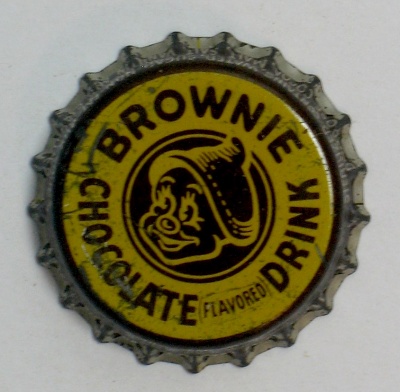 BROWNIE
CHOCOLATE FLAVORED DRINK